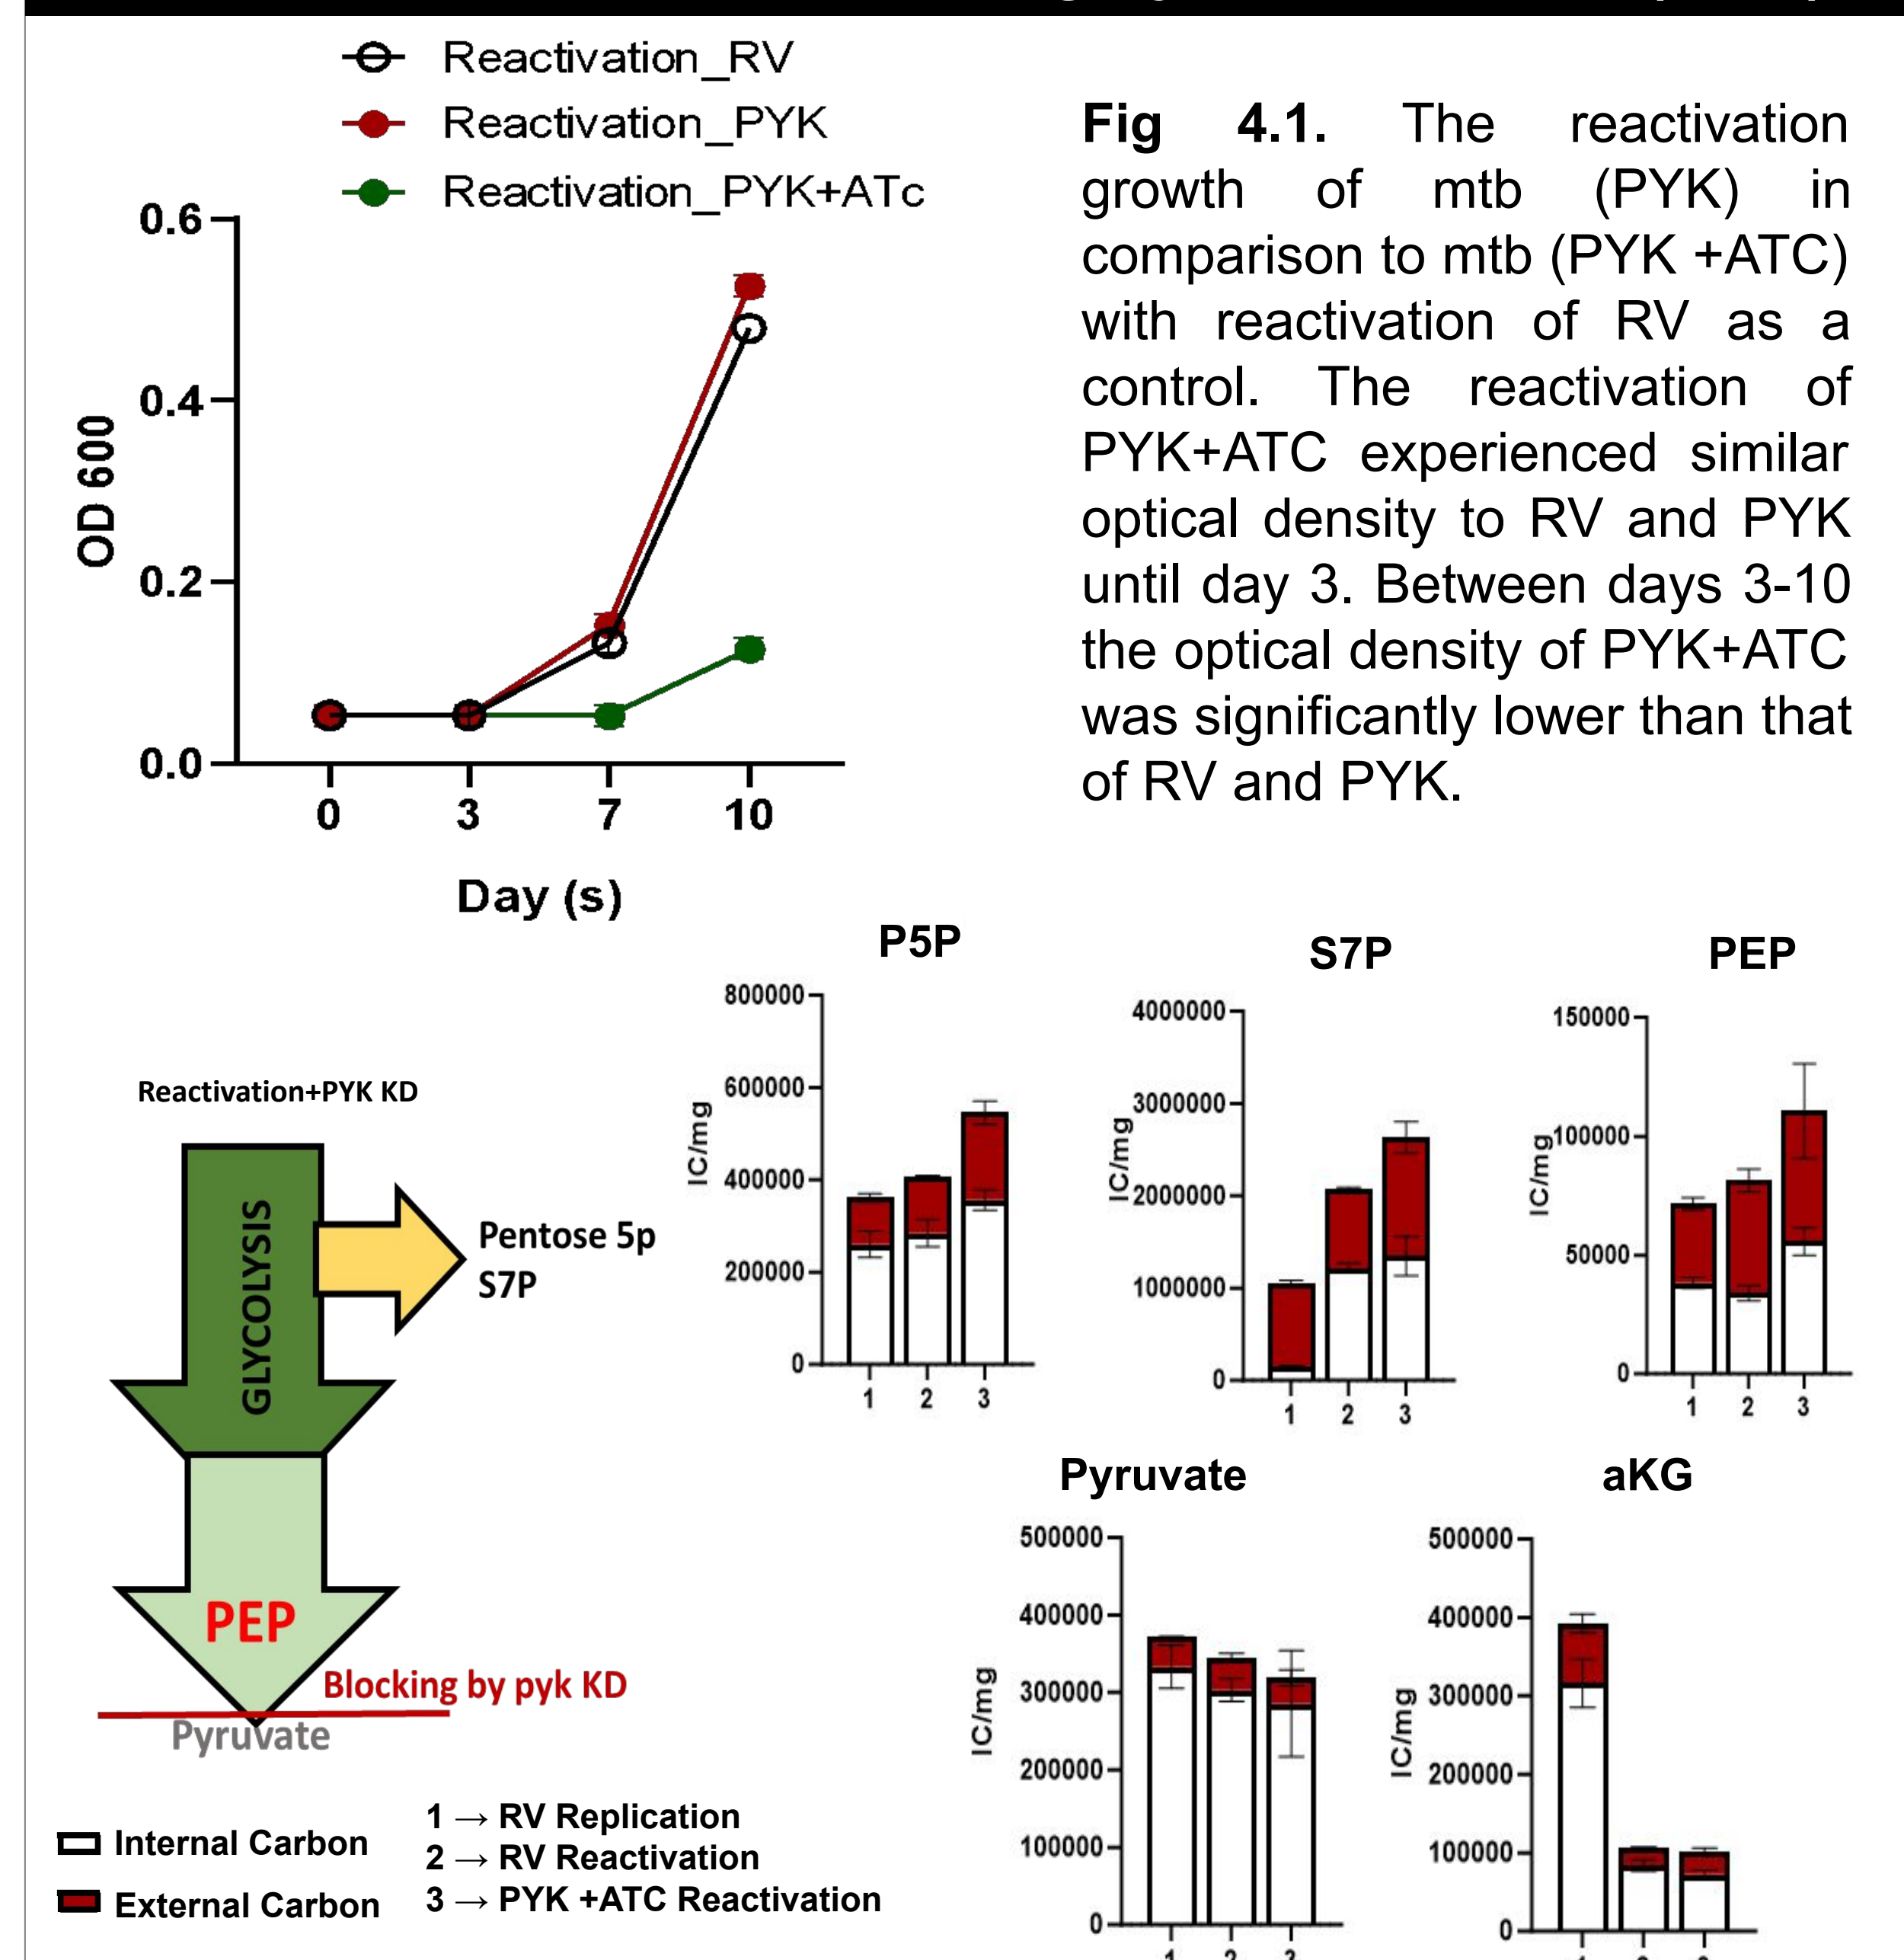 Reactivation_RV
Reactivation_PYK
Reactivation_PYK+ATc
0.6
0.4
0.2
0.0
OD 600
0 3 7 10
Day (s)
Fig 4.1. The reactivation
growth of mtb (PYK) in
comparison to mtb (PYK +ATC)
with reactivation of RV as a
control. The reactivation of
PYK+ATC experienced similar
optical density to RV and PYK
until day 3. Between days 3-10
the optical density of PYK+ATC
was significantly lower than that
of RV and PYK.
Reactivation+PYK KD
GLYCOLYSIS
Pentose 5p
S7P
PEP
Blocking by pyk KD
Pyruvate
P5P
800000
600000
400000
200000
0
IC/mg
1 2 3
S7P
4000000
3000000
2000000
1000000
0
IC/mg
1 2 3
PEP
150000
100000
50000
0
IC/mg
1 2 3
Pyruvate
500000
400000
300000
200000
100000
0
IC/mg
1 2 3
aKG
500000
400000
300000
200000
100000
0
IC/mg
Internal Carbon
External Carbon
1 → RV Replication
2 → RV Reactivation
3 → PYK +ATC Reactivation